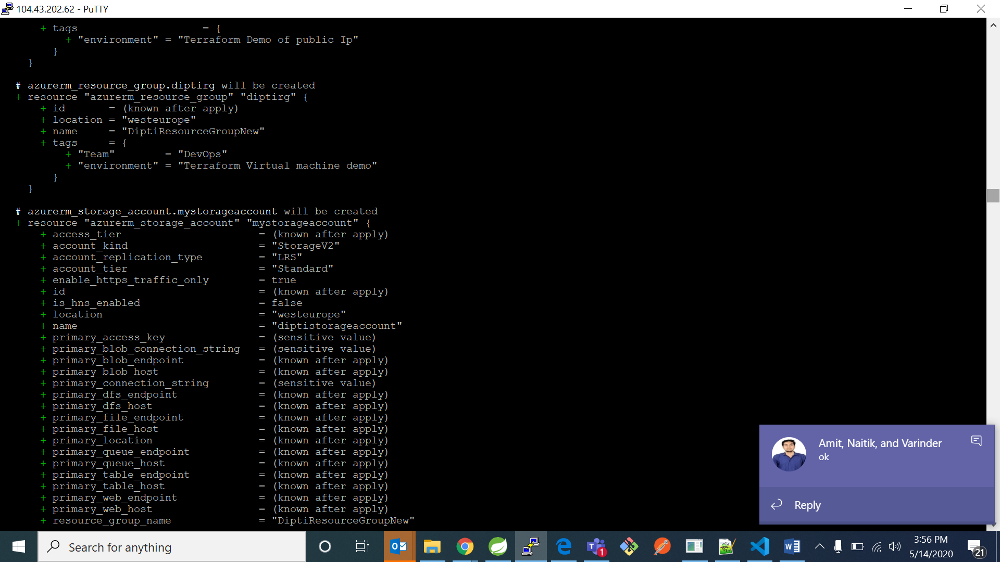 104.43.202.62 - PuTTY
+ tags = {
+ "environment" = "Terraform Demo of public Ip"
}
}
# azurerm_resource_group.diptirg will be created
+ resource "azurerm_resource_group" "diptirg" {
+ id = (known after apply)
+ location = "westeurope"
+ name = "DiptiResourceGroupNew"
+ tags = {
+ "Team" = "DevOps"
+ "environment" = "Terraform Virtual machine demo"
}
}
# azurerm_storage_account.mystorageaccount will be created
+ resource "azurerm_storage_account" "mystorageaccount" {
+ access_tier = (known after apply)
+ account_kind = "StorageV2"
+ account_replication_type = "LRS"
+ account_tier = "Standard"
+ enable_https_traffic_only = true
+ id = (known after apply)
+ is_hns_enabled = false
+ location = "westeurope"
+ name = "diptistorageaccount"
+ primary_access_key = (sensitive value)
+ primary_blob_connection_string = (sensitive value)
+ primary_blob_endpoint = (known after apply)
+ primary_blob_host = (known after apply)
+ primary_connection_string = (sensitive value)
+ primary_dfs_endpoint = (known after apply)
+ primary_dfs_host = (known after apply)
+ primary_file_endpoint = (known after apply)
+ primary_file_host = (known after apply)
+ primary_location = (known after apply)
+ primary_queue_endpoint = (known after apply)
+ primary_queue_host = (known after apply)
+ primary_table_endpoint = (known after apply)
+ primary_table_host = (known after apply)
+ primary_web_endpoint = (known after apply)
+ primary_web_host = (known after apply)
+ resource_group_name = "DiptiResourceGroupNew"
Amit, Naitik, and Varinder
ok
Reply
Search for anything
1
3:56 PM
5/14/2020
21